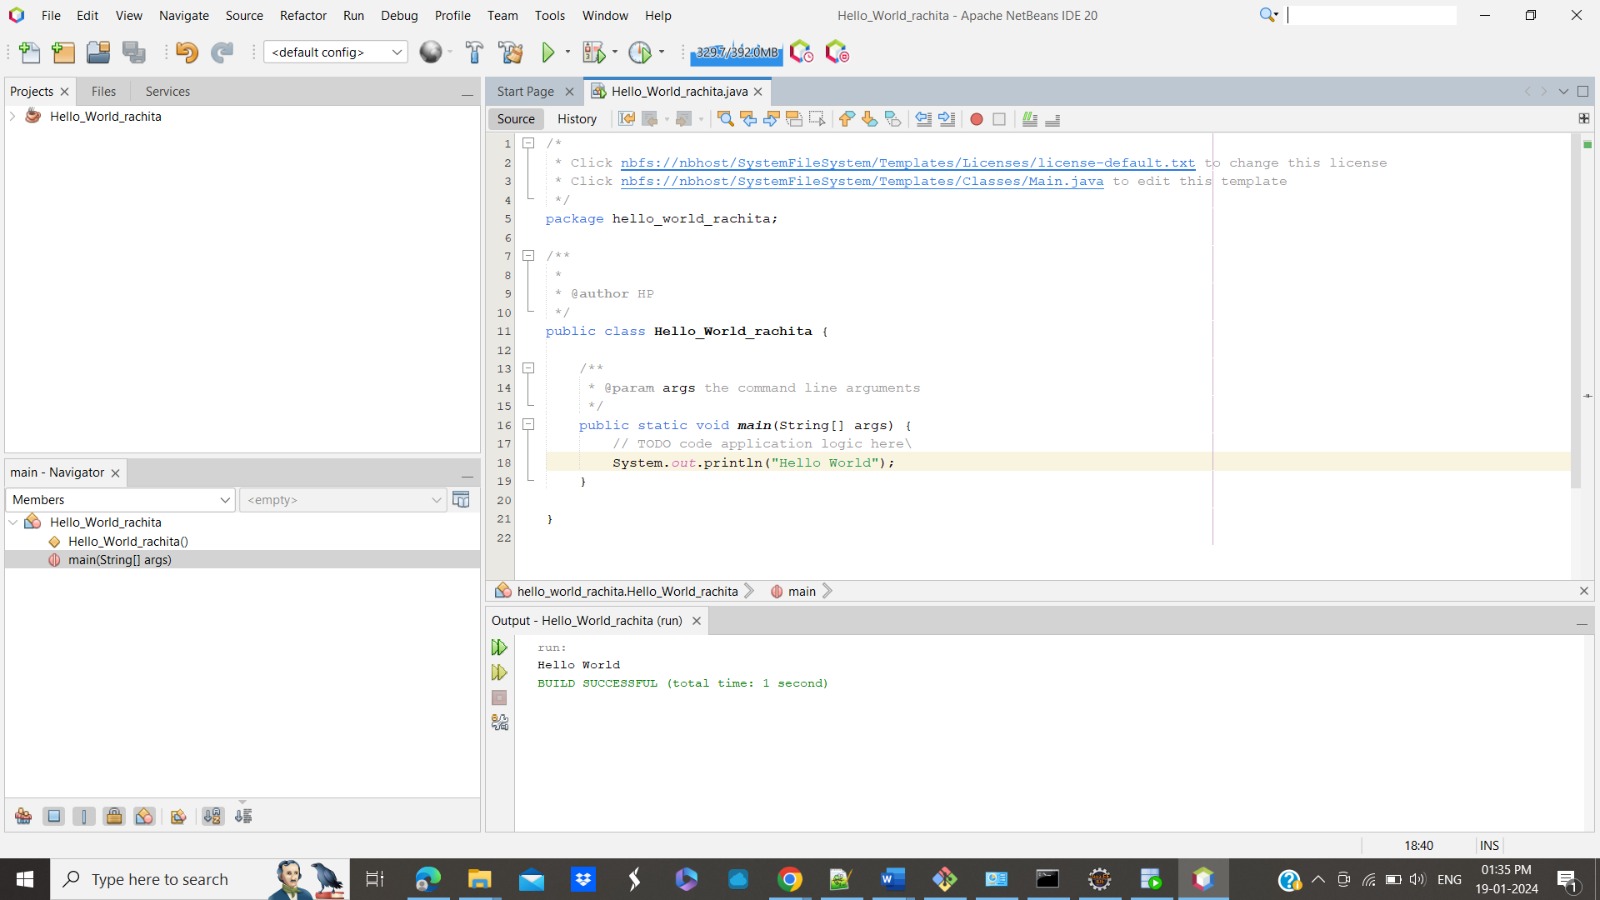 File Edit View Navigate Source Refactor Run Debug Profile Team Tools Window Help
Hello_World_rachita - Apache NetBeans IDE 20
<default config>
329.7/392.0MB
Projects Files Services
Hello_World_rachita
Start Page
Hello_World_rachita.java
Source History
1 /*
2 * Click nbfs://nbhost/SystemFileSystem/Templates/Licenses/license-default.txt to change this license
3 * Click nbfs://nbhost/SystemFileSystem/Templates/Classes/Main.java to edit this template
4 */
5 package hello_world_rachita;
6
7 /**
8 *
9 * @author HP
10 */
11 public class Hello_World_rachita {
12
13 /**
14 * @param args the command line arguments
15 */
16 public static void main(String[] args) {
17 // TODO code application logic here\
18 System.out.println("Hello World");
19 }
20
21 }
22
main - Navigator
Members
<empty>
Hello_World_rachita
Hello_World_rachita()
main(String[] args)
hello_world_rachita.Hello_World_rachita
main
Output - Hello_World_rachita (run)
run:
Hello World
BUILD SUCCESSFUL (total time: 1 second)
18:40 INS
Type here to search
ENG
01:35 PM
19-01-2024
1